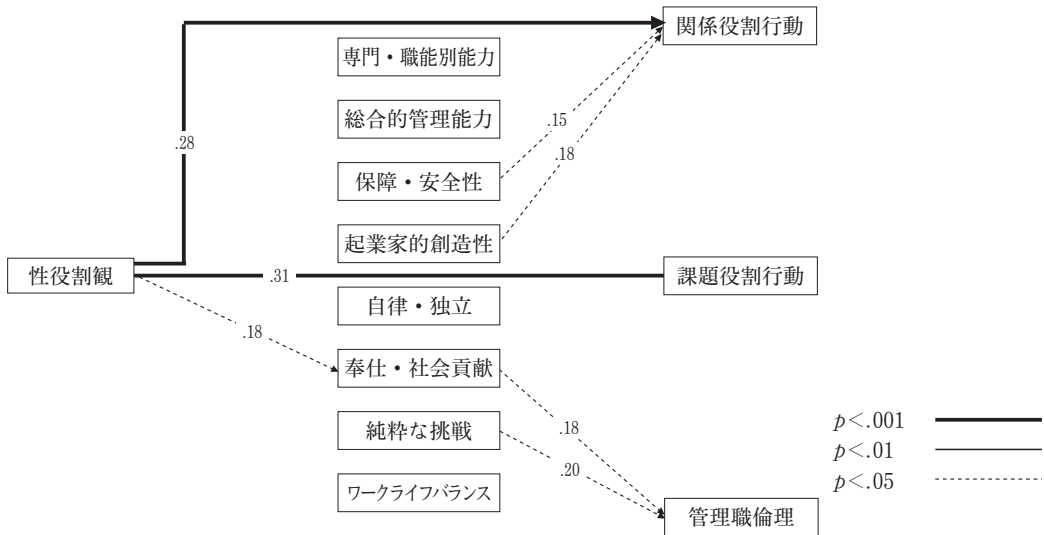 関係役割行動
専門・職能別能力
総合的管理能力
.15
.28
.18
保障・安全性
起業家的創造性
性役割観
.31
課題役割行動
自律・独立
.18
奉仕・社会貢献
純粋な挑戦
.18
p<.001
p<.01
.20
p<.05
ワークライフバランス
管理職倫理